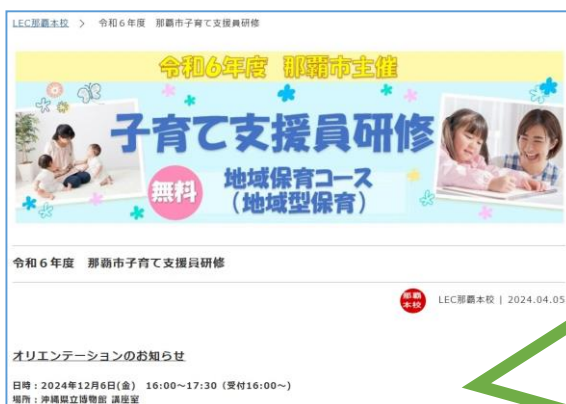 LEC那覇本校 > 令和6年度 那覇市子育て支援員研修
令和6年度 那覇市主催
子育て支援員研修
無料
地域保育コース
(地域型保育)
令和6年度 那覇市子育て支援員研修
那覇
本校
LEC那覇本校 | 2024.04.05
オリエンテーションのお知らせ
日時:2024年12月6日(金) 16:00~17:30(受付16:00~)
場所:沖縄県立博物館 講座室